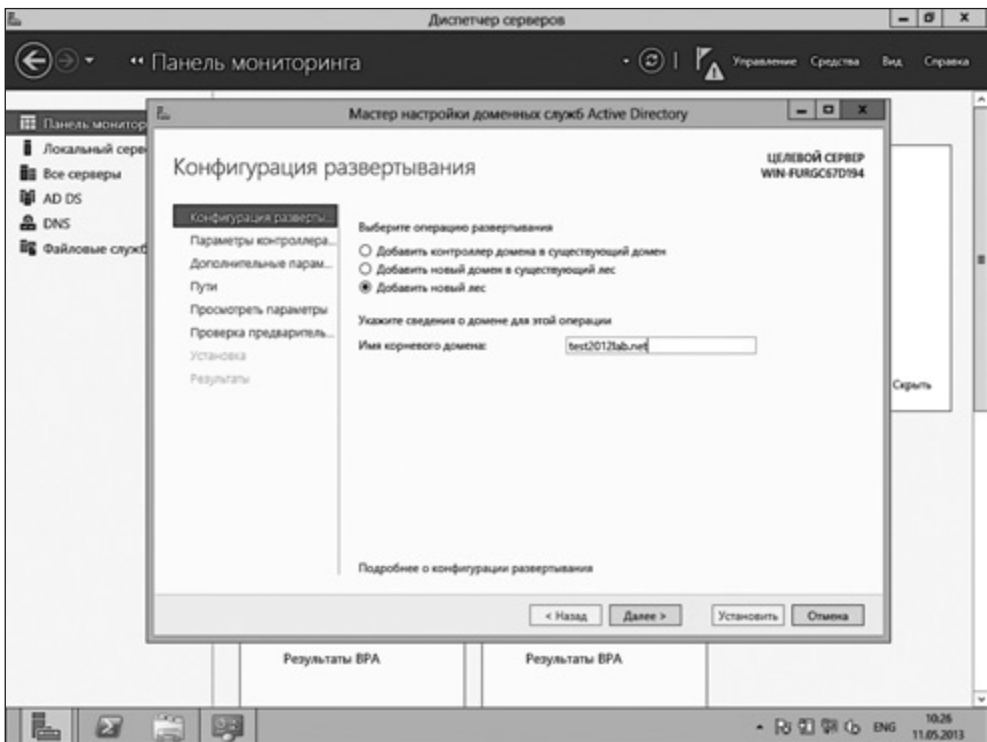 Диспетчер серверов
Панель мониторинга
Управление Средства Вид Справка
Панель монитор
Локальный серв
Все серверы
AD DS
DNS
Файловые служб
Мастер настройки доменных служб Active Directory
Конфигурация развертывания
ЦЕЛЕВОЙ СЕРВЕР
WIN-FURGC67D194
Конфигурация разверты...
Параметры контроллера...
Дополнительные парам...
Пути
Просмотреть параметры
Проверка предваритель...
Установка
Результаты
Выберите операцию развертывания
Добавить контроллер домена в существующий домен
Добавить новый домен в существующий лес
Добавить новый лес
Укажите сведения о домене для этой операции
Имя корневого домена: test2012lab.net
Подробнее о конфигурации развертывания
< Назад Далее > Установить Отмена
Скрыть
Результаты BPA Результаты BPA
ENG 10:26
11.05.2013